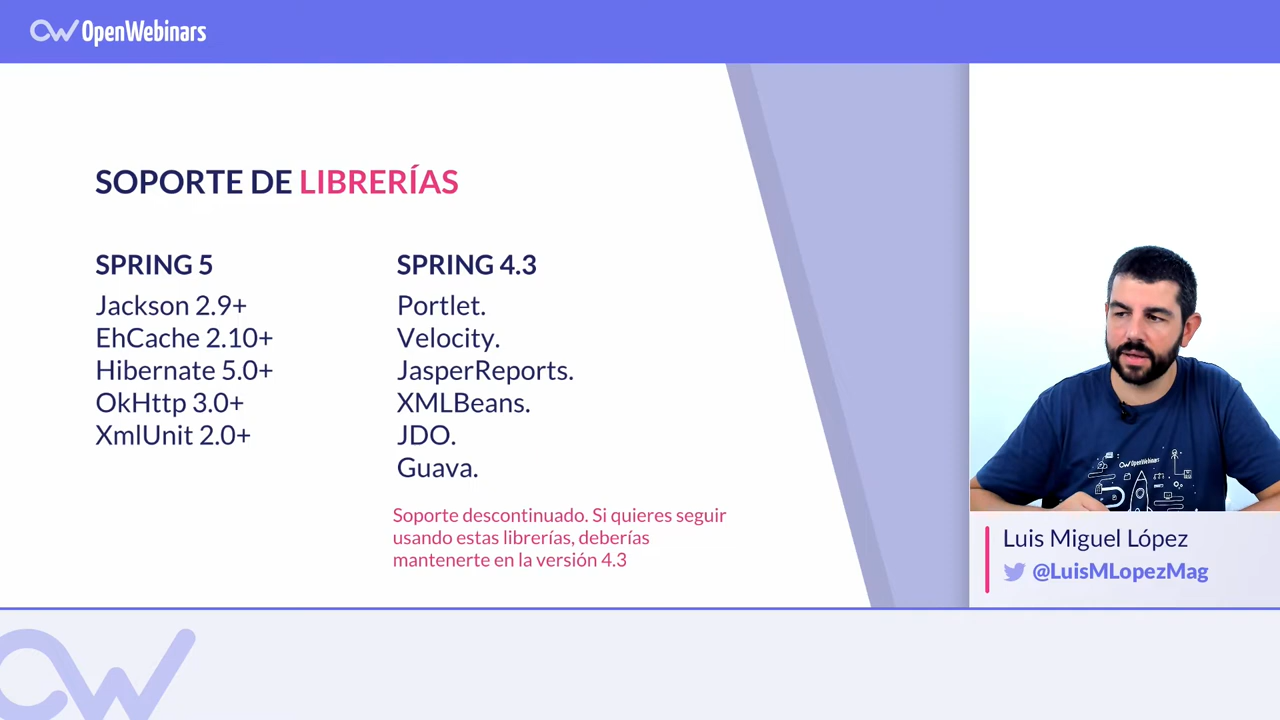 OpenWebinars
SOPORTE DE LIBRERÍAS
SPRING 5
Jackson 2.9+
EhCache 2.10+
Hibernate 5.0+
OkHttp 3.0+
XmlUnit 2.0+
SPRING 4.3
Portlet.
Velocity.
JasperReports.
XMLBeans.
JDO.
Guava.
Soporte descontinuado. Si quieres seguir
usando estas librerías, deberías
mantenerte en la versión 4.3
OpenWebinars
Luis Miguel López
@LuisMLopezMag